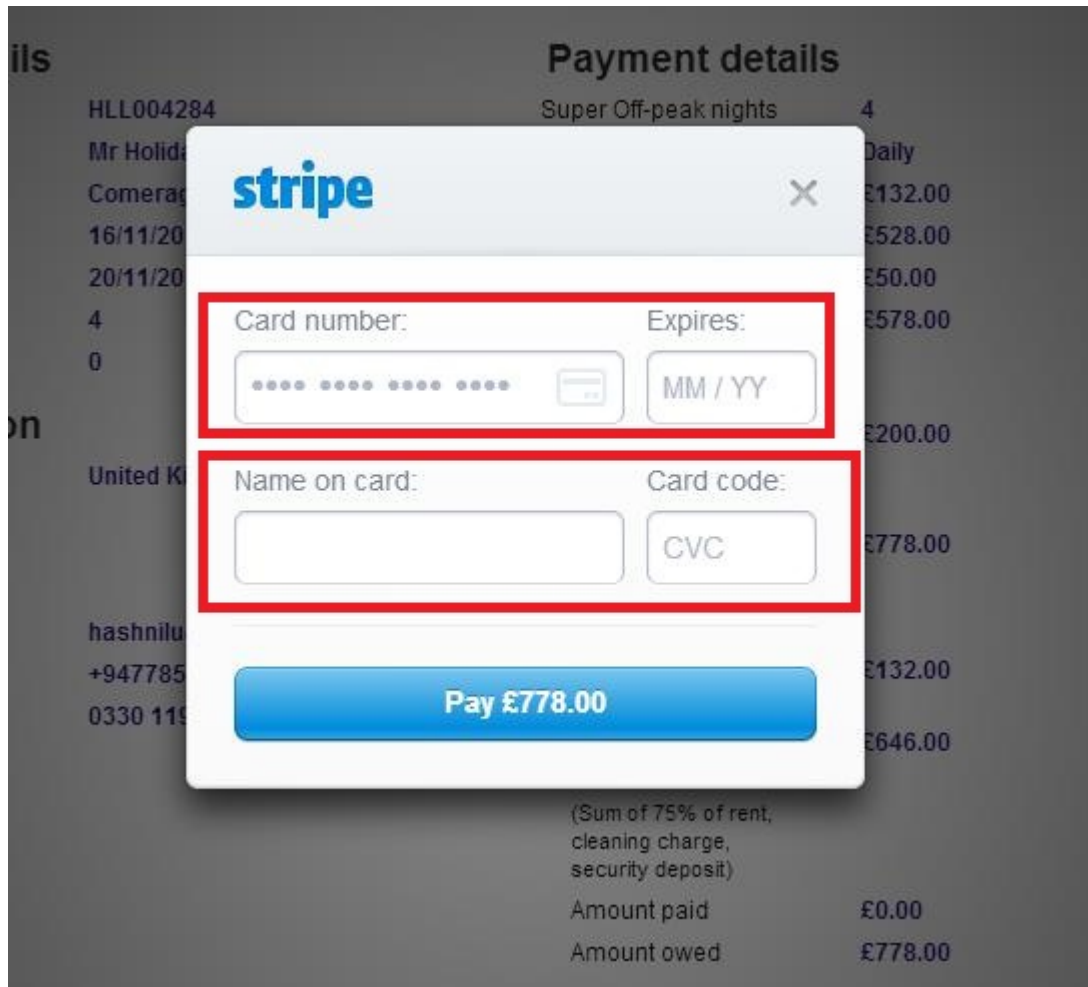 ils
Payment details
HLL004284
Super Off-peak nights 4
Mr
Daily
stripe
£132.00
£528.00
£50.00
4
£578.00
0
Card number: Expires:
MM / YY
on
£200.00
United
Name on card: Card code:
CVC
£778.00
£132.00
0330
Pay £778.00
£646.00
(Sum of 75% of rent,
cleaning charge,
security deposit)
Amount paid £0.00
Amount owed £778.00